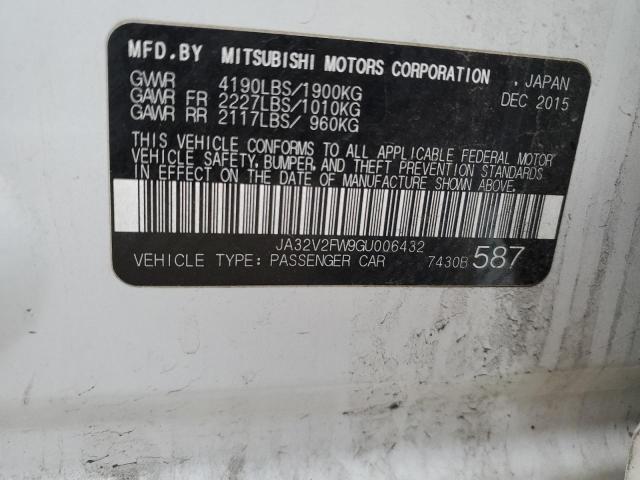 MFD.BY MITSUBISHI MOTORS CORPORATION , JAPAN
GVWR 4190LBS/1900KG DEC 2015
GAWR FR 2227LBS/1010KG
GAWR RR 2117LBS/ 960KG
THIS VEHICLE CONFORMS TO ALL APPLICABLE FEDERAL MOTOR
VEHICLE SAFETY, BUMPER, AND THEFT PREVENTION STANDARDS
IN EFFECT ON THE DATE OF MANUFACTURE SHOWN ABOVE.
JA32V2FW9GU006432
VEHICLE TYPE: PASSENGER CAR 7430B 587